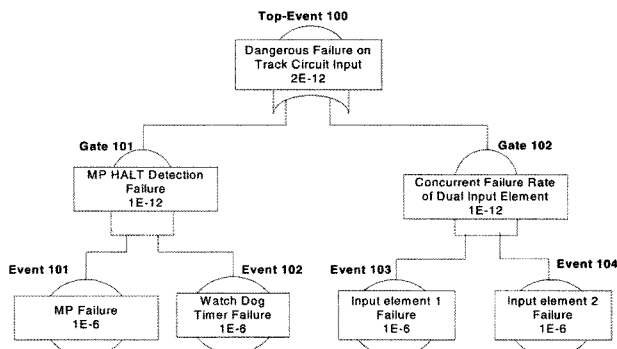 Top-Event 100
Dangerous Failure on
Track Circuit Input
2E-12
Gate 101
MP HALT Detection
Failure
1E-12
Gate 102
Concurrent Failure Rate
of Dual Input Element
1E-12
Event 101
MP Failure
1E-6
Event 102
Watch Dog
Timer Failure
1E-6
Event 103
Input element 1
Failure
1E-6
Event 104
Input element 2
Failure
1E-6